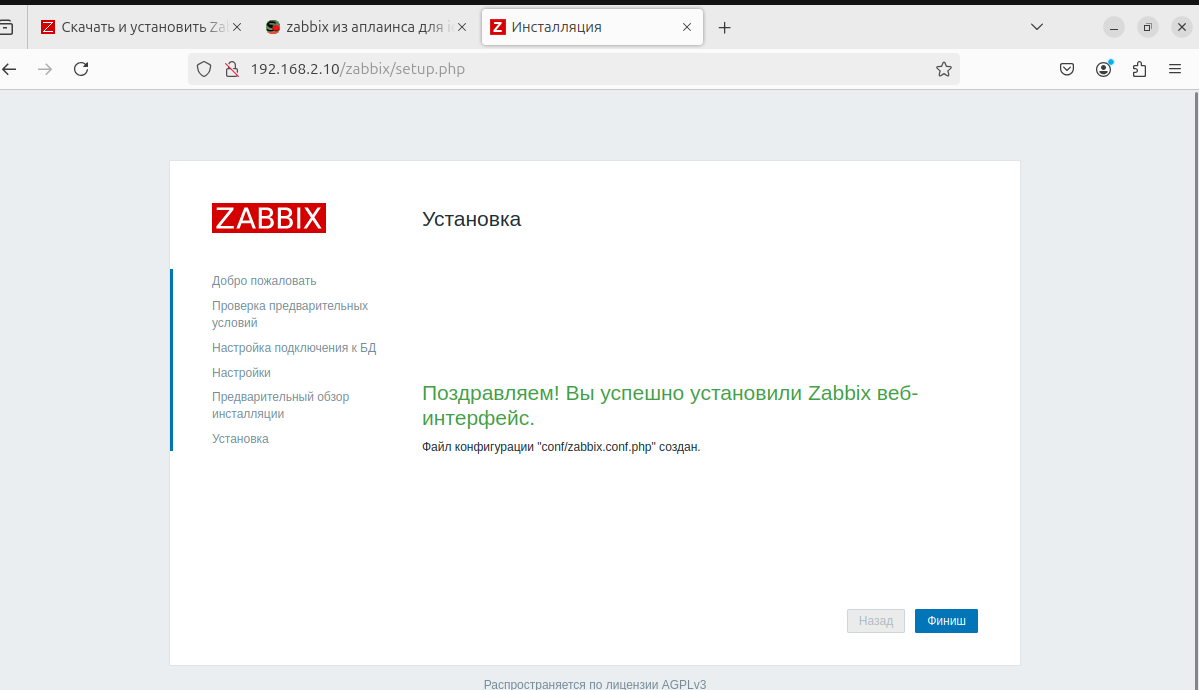 Скачать и установить Za
zabbix из апланса для
Инсталляция
192.168.2.10/zabbix/setup.php
ZABBIX
Установка
Добро пожаловать
Проверка предварительных
условий
Настройка подключения к БД
Настройки
Предварительный обзор
инсталляции
Установка
Поздравляем! Вы успешно установили Zabbix веб-
интерфейс.
Файл конфигурации "conf/zabbix.conf.php" создан.
Назад
Финиш
Распространяется по лицензии AGPLv3